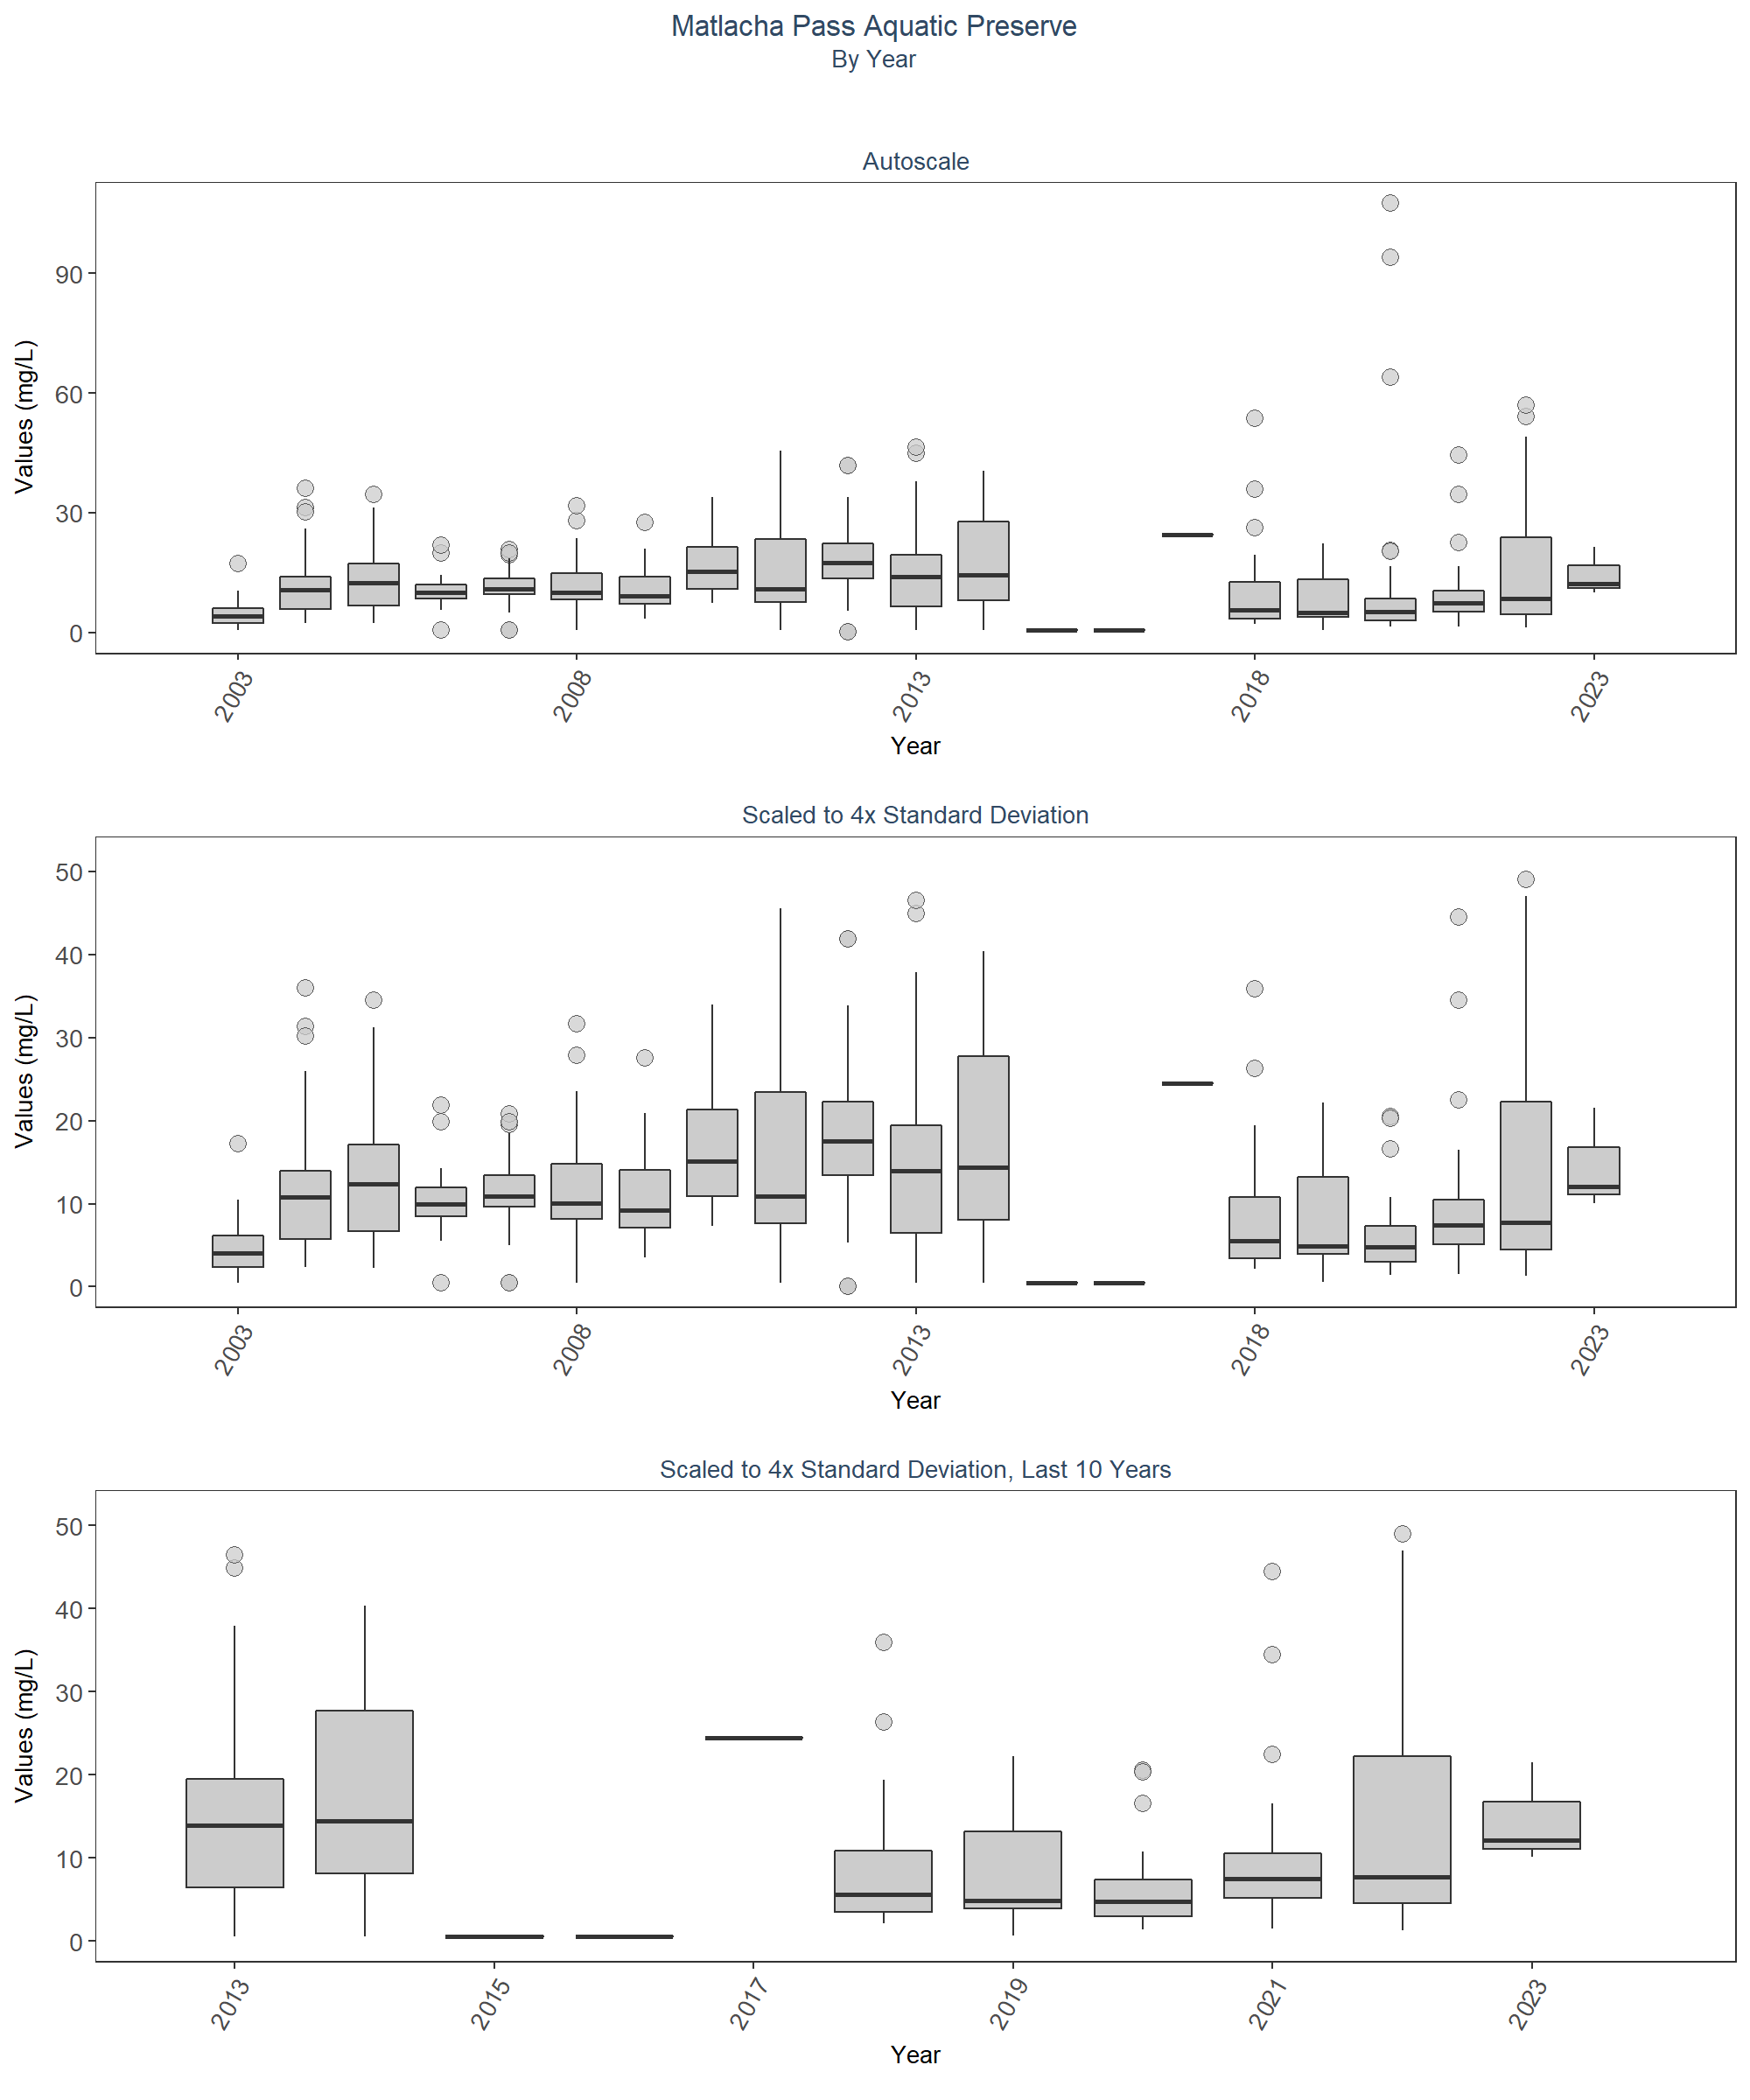 Matlacha Pass Aquatic Preserve
By Year
Autoscale
Values (mg/L)
90
60
30
0
2003 2008 2013 2018 2023
Year
Scaled to 4x Standard Deviation
Values (mg/L)
50
40
30
20
10
0
2003 2008 2013 2018 2023
Year
Scaled to 4x Standard Deviation, Last 10 Years
Values (mg/L)
50
40
30
20
10
0
2013 2015 2017 2019 2021 2023
Year